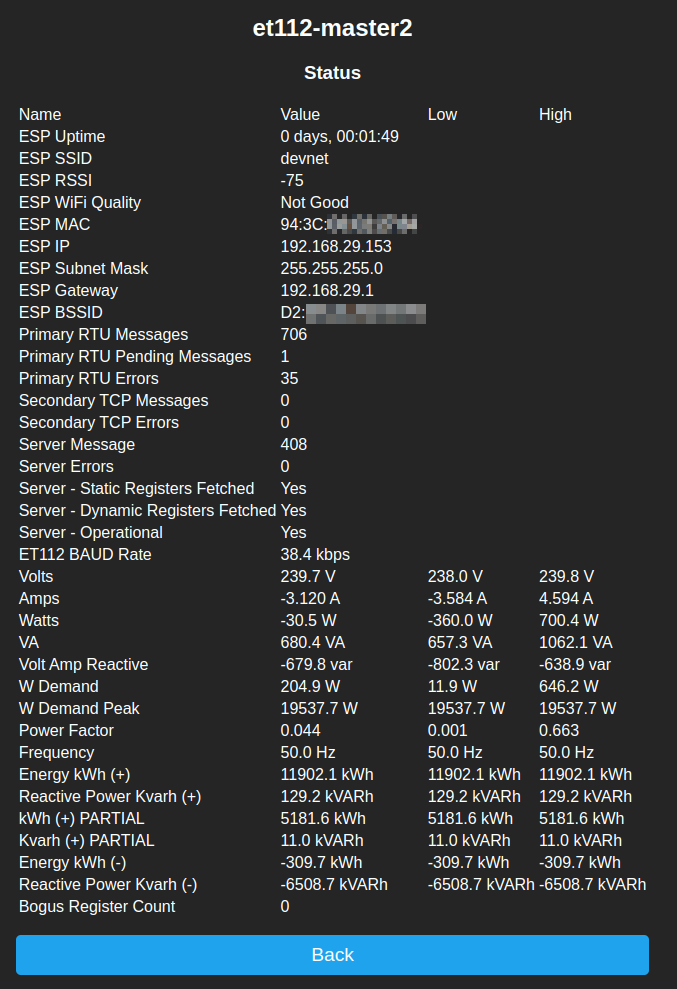 et112-master2
Status
Name Value Low High
ESP Uptime 0 days, 00:01:49
ESP SSID devnet
ESP RSSI -75
ESP WiFi Quality Not Good
ESP MAC 94:3C:
ESP IP 192.168.29.153
ESP Subnet Mask 255.255.255.0
ESP Gateway 192.168.29.1
ESP BSSID D2:
Primary RTU Messages 706
Primary RTU Pending Messages 1
Primary RTU Errors 35
Secondary TCP Messages 0
Secondary TCP Errors 0
Server Message 408
Server Errors 0
Server - Static Registers Fetched Yes
Server - Dynamic Registers Fetched Yes
Server - Operational Yes
ET112 BAUD Rate 38.4 kbps
Volts 239.7 V 238.0 V 239.8 V
Amps -3.120 A -3.584 A 4.594 A
Watts -30.5 W -360.0 W 700.4 W
VA 680.4 VA 657.3 VA 1062.1 VA
Volt Amp Reactive -679.8 var -802.3 var -638.9 var
W Demand 204.9 W 11.9 W 646.2 W
W Demand Peak 19537.7 W 19537.7 W 19537.7 W
Power Factor 0.044 0.001 0.663
Frequency 50.0 Hz 50.0 Hz 50.0 Hz
Energy kWh (+) 11902.1 kWh 11902.1 kWh 11902.1 kWh
Reactive Power Kvarh (+) 129.2 kVARh 129.2 kVARh 129.2 kVARh
kWh (+) PARTIAL 5181.6 kWh 5181.6 kWh 5181.6 kWh
Kvarh (+) PARTIAL 11.0 kVARh 11.0 kVARh 11.0 kVARh
Energy kWh (-) -309.7 kWh -309.7 kWh -309.7 kWh
Reactive Power Kvarh (-) -6508.7 kVARh -6508.7 kVARh -6508.7 kVARh
Bogus Register Count 0
Back